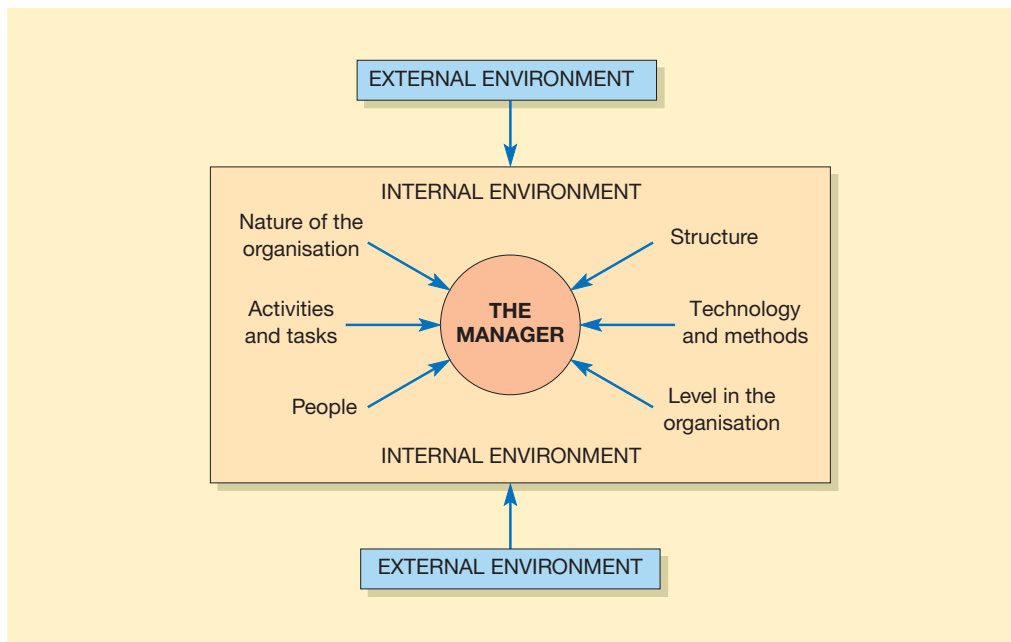 EXTERNAL ENVIRONMENT
INTERNAL ENVIRONMENT
Nature of the
organisation
Structure
Activities
and tasks
THE
MANAGER
Technology
and methods
People
Level in the
organisation
INTERNAL ENVIRONMENT
EXTERNAL ENVIRONMENT